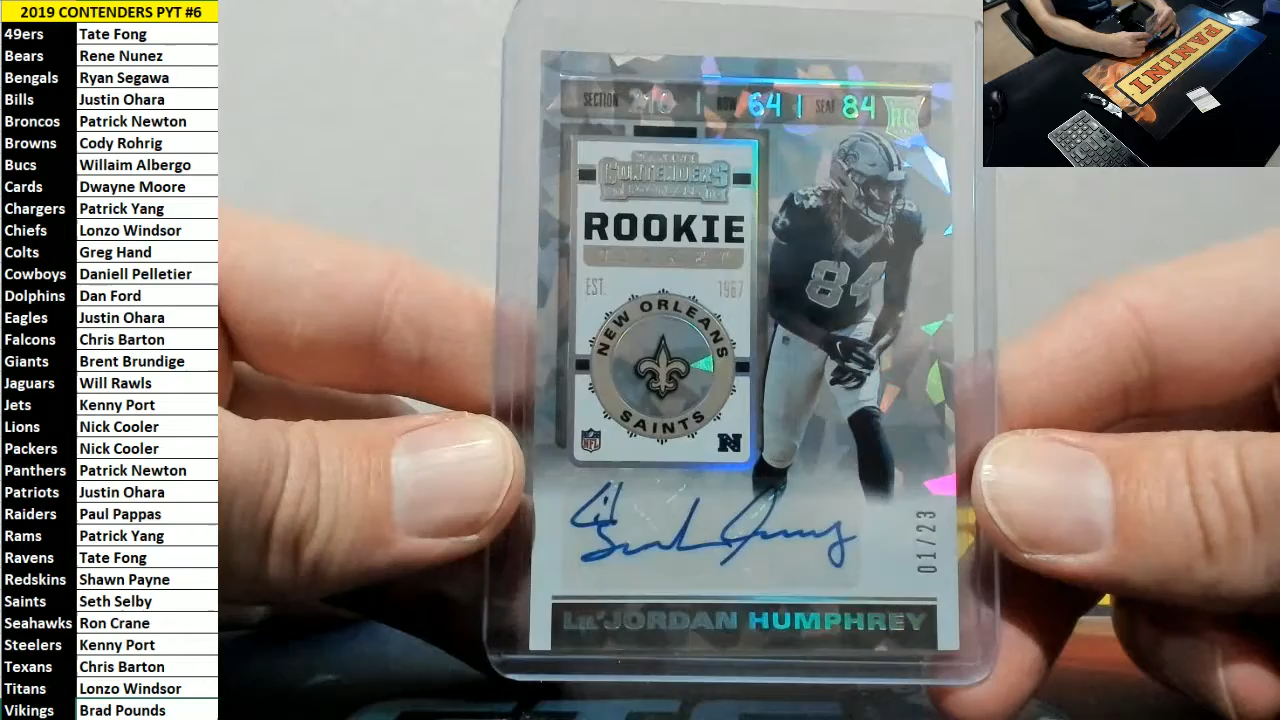 2019 CONTENDERS PYT #6
49ers Tate Fong
Bears Rene Nunez
Bengals Ryan Segawa
Bills Justin Ohara
Broncos Patrick Newton
Browns Cody Rohrig
Bucs Willaim Albergo
Cards Dwayne Moore
Chargers Patrick Yang
Chiefs Lonzo Windsor
Colts Greg Hand
Cowboys Daniell Pelletier
Dolphins Dan Ford
Eagles Justin Ohara
Falcons Chris Barton
Giants Brent Brundige
Jaguars Will Rawls
Jets Kenny Port
Lions Nick Cooler
Packers Nick Cooler
Panthers Patrick Newton
Patriots Justin Ohara
Raiders Paul Pappas
Rams Patrick Yang
Ravens Tate Fong
Redskins Shawn Payne
Saints Seth Selby
Seahawks Ron Crane
Steelers Kenny Port
Texans Chris Barton
Titans Lonzo Windsor
Vikings Brad Pounds
SECTION | ROW 64 | SEAT 84
RC
CONTENDERS
ROOKIE
TICKET
EST. 1967
NEW ORLEANS
SAINTS
NFL
N
84
01/23
LIL'JORDAN HUMPHREY
PANINI